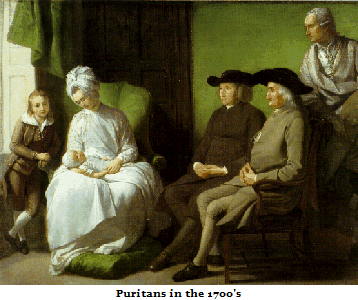 Puritans in the 1700's